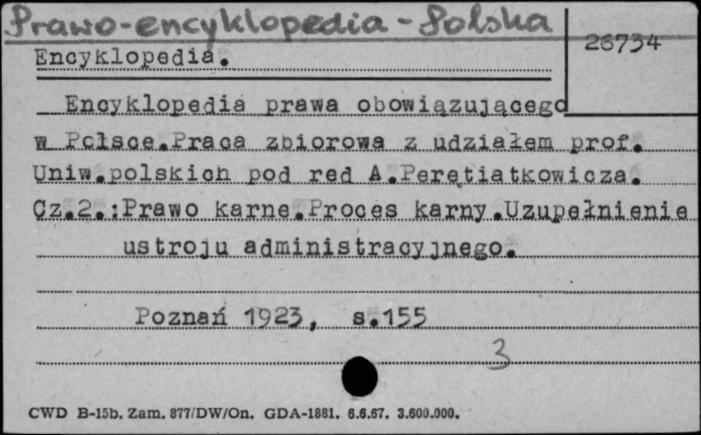 Prawo-encyklopedia - Polska
26734
Encyklopedia.
Encyklopedia prawa obowiązującego
w Polsce.Praca zbiorowa z udziałem prof.
Uniw.polskich pod red A.Peretiatkowicza.
Cz.2.:Prawo karne.Proces karny.Uzupełnienie
ustroju administracyjnego.
Poznań 1923, s.155
3
CWD B-15b. Zam. 877/DW/On. GDA-1881. 6.6.67. 3.600.000.